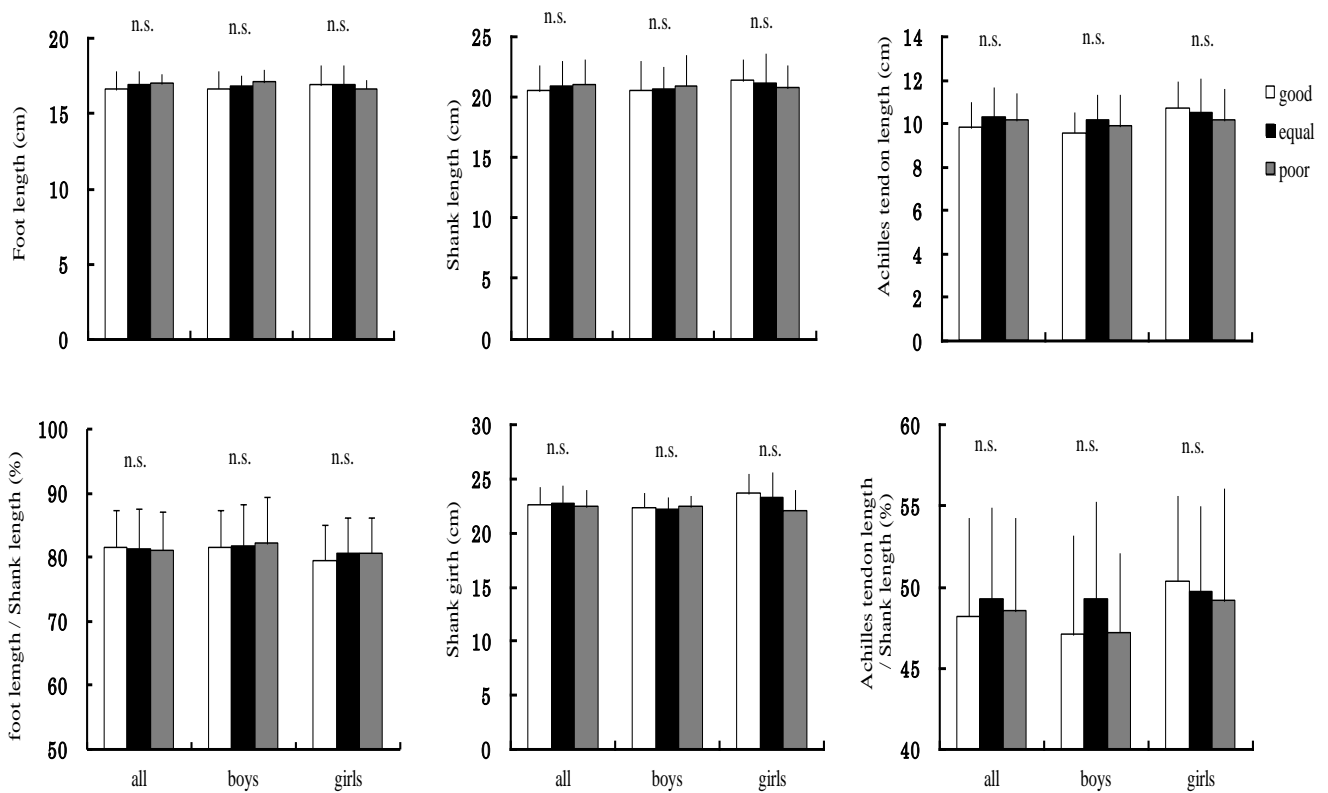 n.s. n.s. n.s.
20
15
10
5
0
Foot length (cm)
n.s. n.s. n.s.
25
20
15
10
5
0
Shank length (cm)
n.s. n.s. n.s.
14
12
10
8
6
4
2
0
Achilles tendon length (cm)
good
equal
poor
n.s. n.s. n.s.
100
90
80
70
60
50
foot lemgth / Shank length (%)
all boys girls
n.s. n.s. n.s.
30
25
20
15
10
5
0
Shank girth (cm)
all boys girls
n.s. n.s. n.s.
60
55
50
45
40
Achilles tendon length
/ Shank length (%)
all boys girls